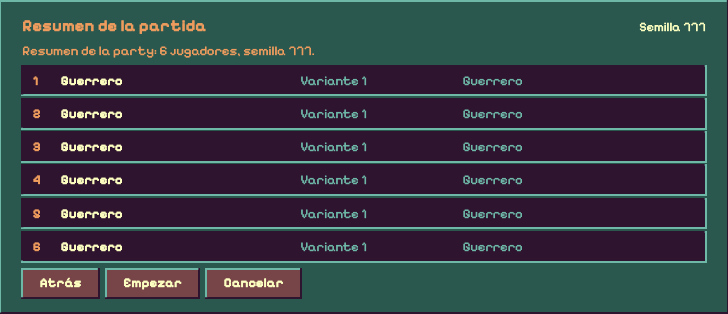 Resumen de la partida
Semilla 777
Resumen de la party: 6 jugadores, semilla 777.
1 Guerrero Variante 1 Guerrero
2 Guerrero Variante 1 Guerrero
3 Guerrero Variante 1 Guerrero
4 Guerrero Variante 1 Guerrero
5 Guerrero Variante 1 Guerrero
6 Guerrero Variante 1 Guerrero
Atrás Empezar Cancelar